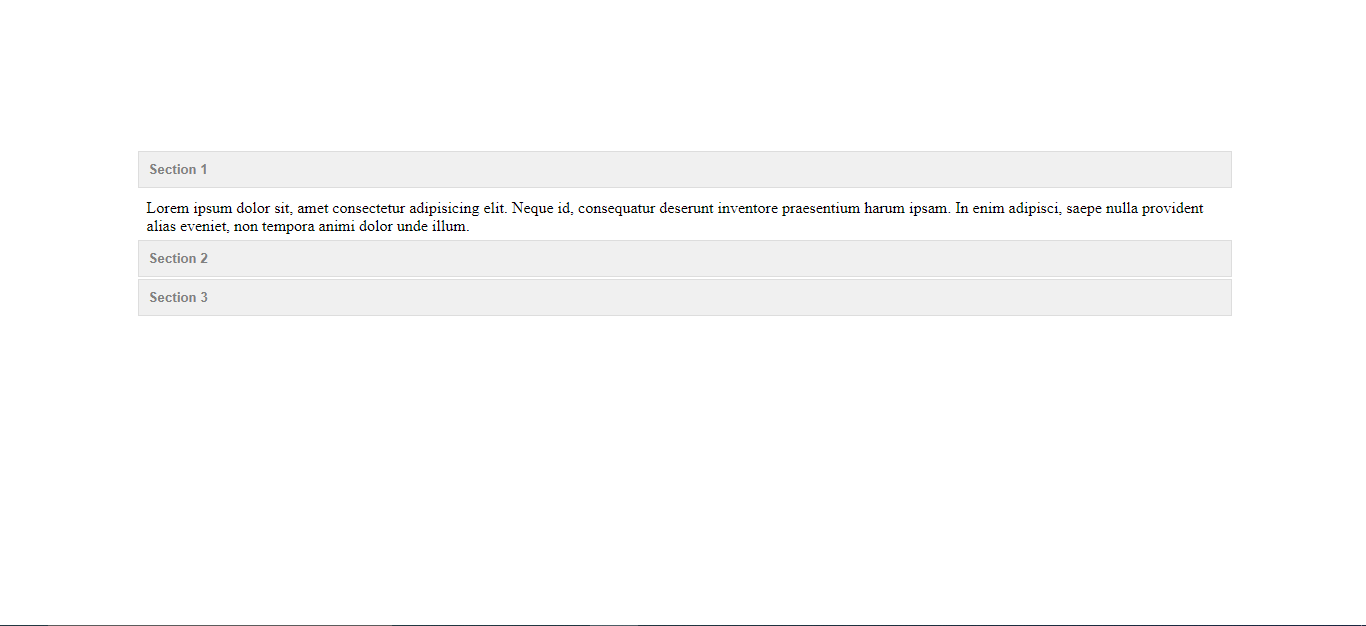 Section 1
Lorem ipsum dolor sit, amet consectetur adipisicing elit. Neque id, consequatur deserunt inventore praesentium harum ipsam. In enim adipisci, saepe nulla provident
alias eveniet, non tempora animi dolor unde illum.
Section 2
Section 3